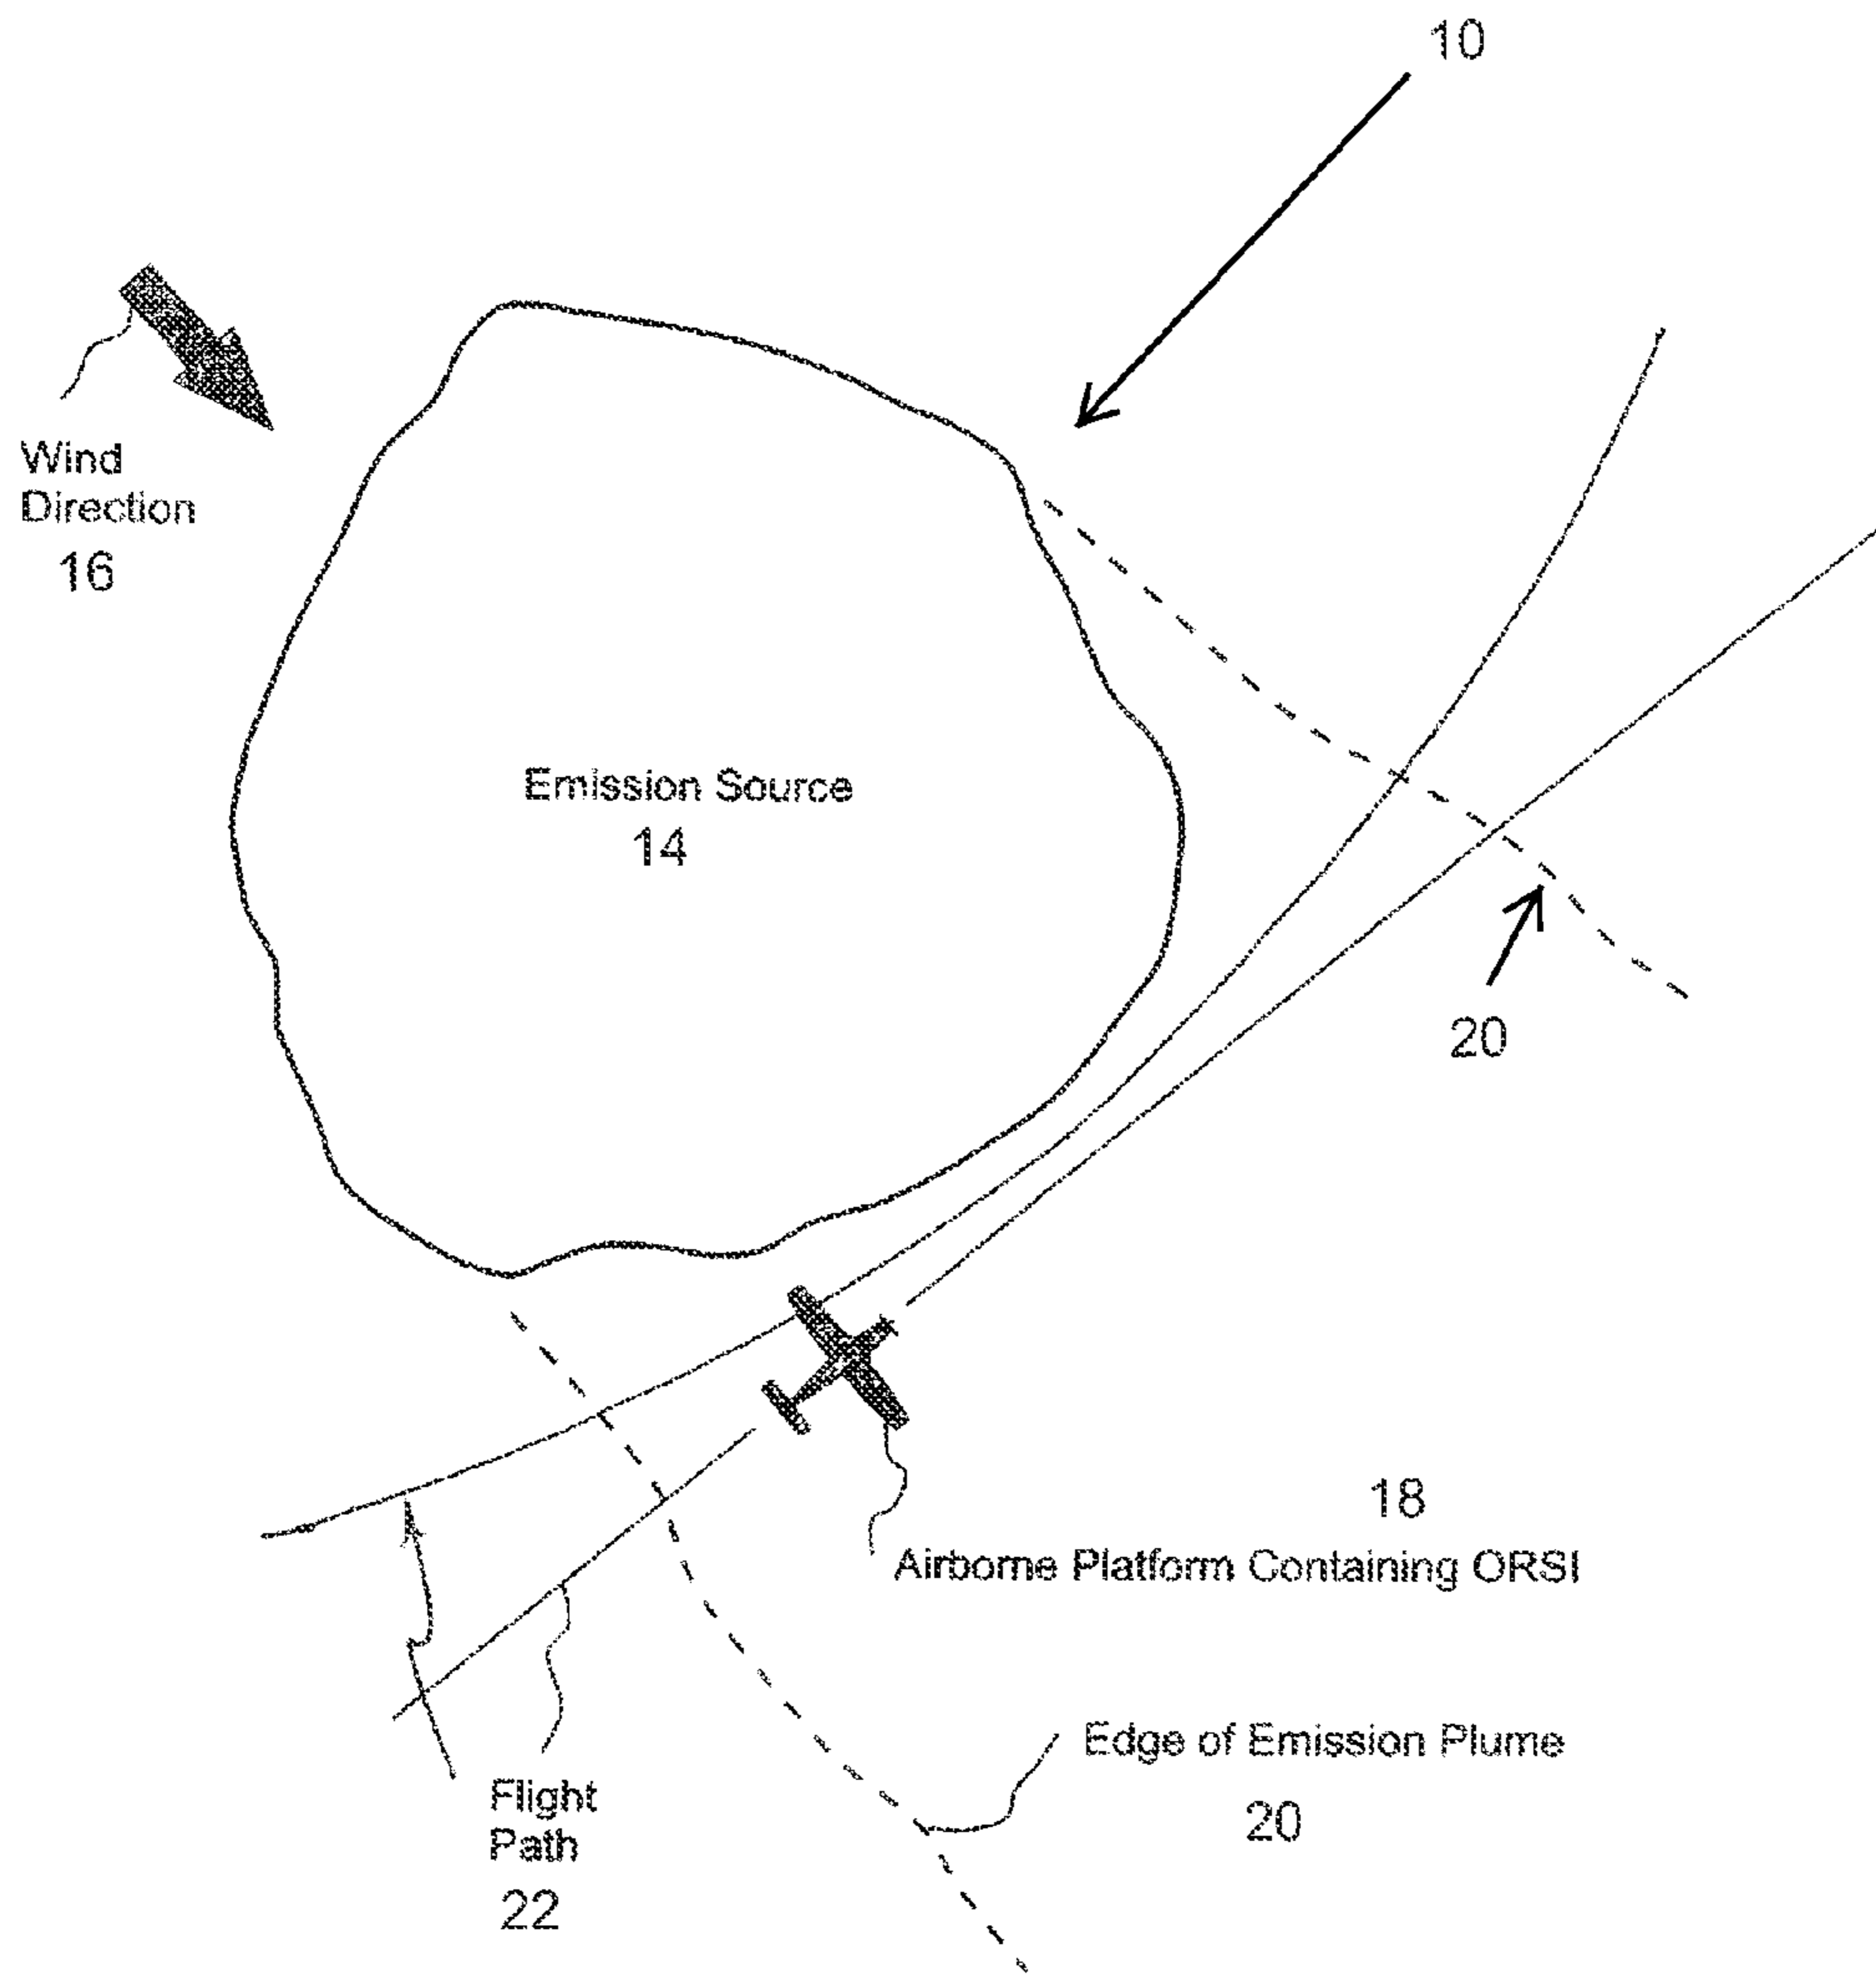 10
Wind
Direction
16
Emission Source
14
20
18
Airborne Platform Containing ORSI
Edge of Emission Plume
20
Flight
Path
22